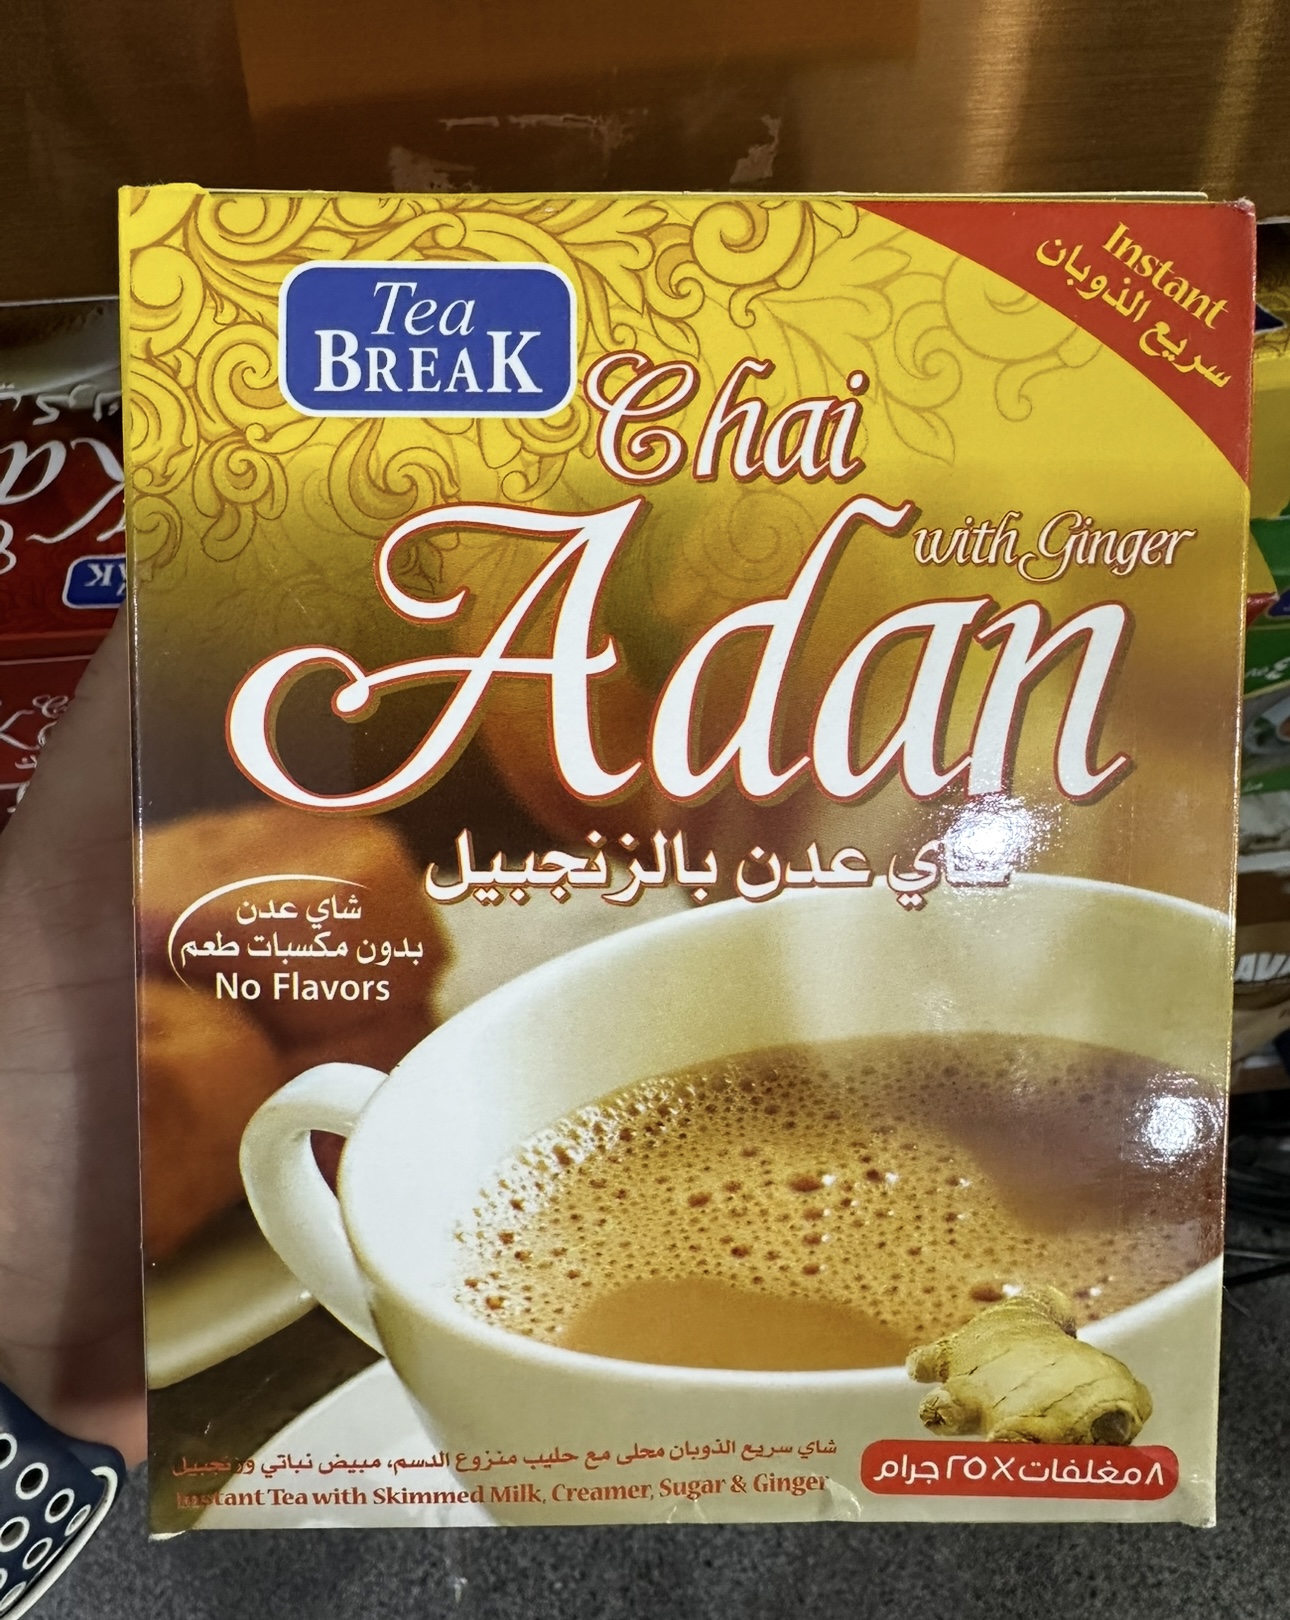 Instant
سريع الذوبان
Tea
BREAK
Chai
Adan
with Ginger
شاي عدن بالزنجبيل
شاي عدن
بدون مكسبات طعم
No Flavors
شاي سريع الذوبان محلى مع حليب منزوع الدسم، مبيض نباتي وزنجبيل
Instant Tea with Skimmed Milk, Creamer, Sugar & Ginger
٨ مغلفات X ٢٥ جرام